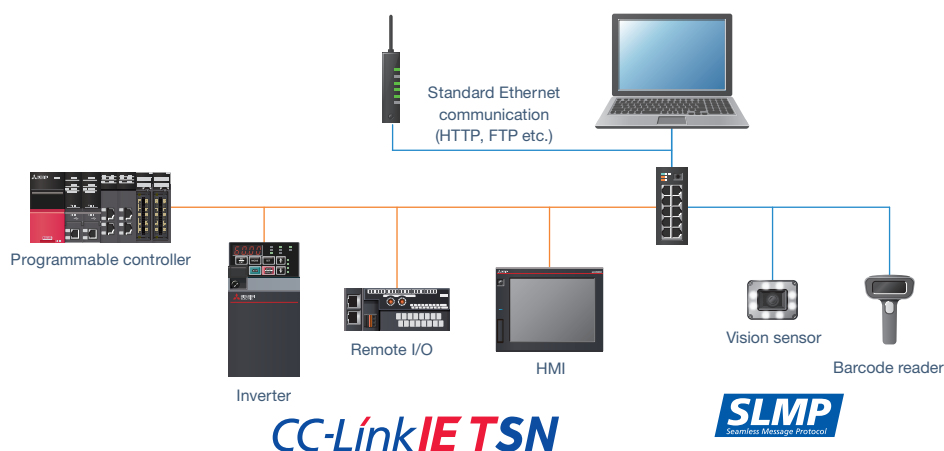 Standard Ethernet
communication
(HTTP, FTP etc.)
Programmable controller
Inverter
Remote I/O
HMI
Vision sensor
Barcode reader
CC-Link IE TSN
SLMP
Seamless Message Protocol